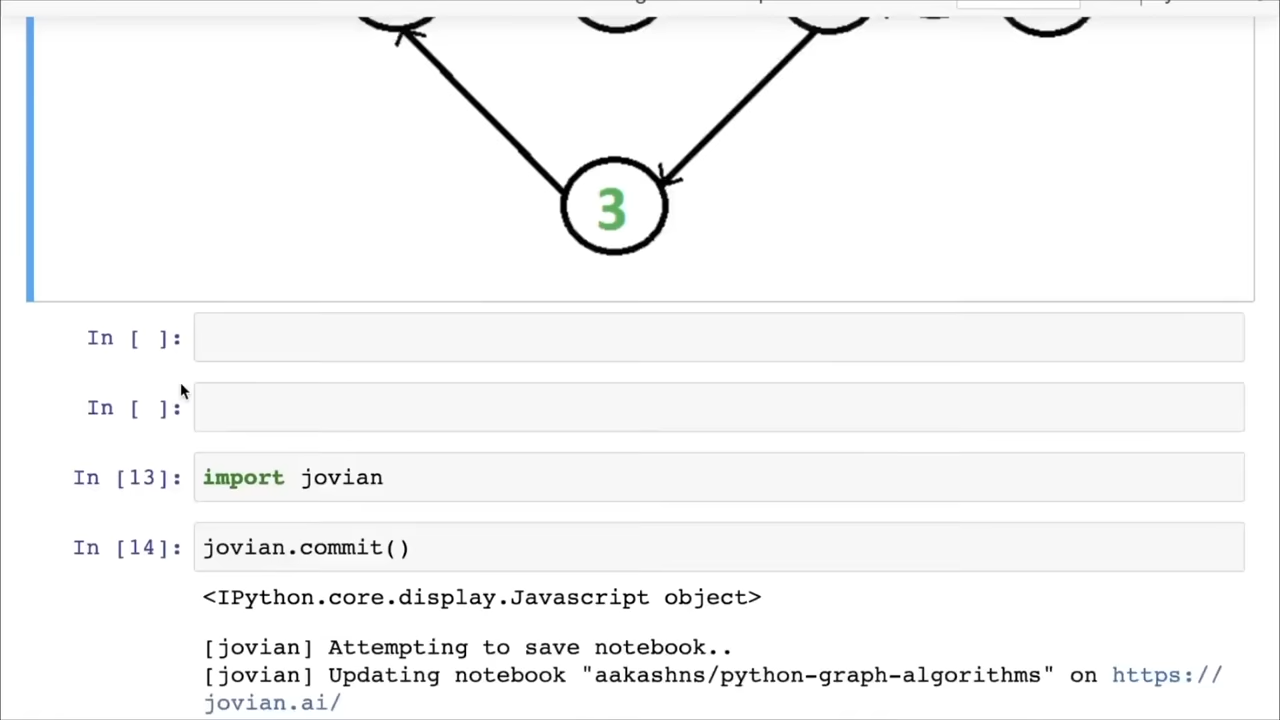 3
In [ ]:
In [ ]:
In [13]: import jovian
In [14]: jovian.commit()
<IPython.core.display.Javascript object>
[jovian] Attempting to save notebook..
[jovian] Updating notebook "aakashns/python-graph-algorithms" on https://
jovian.ai/